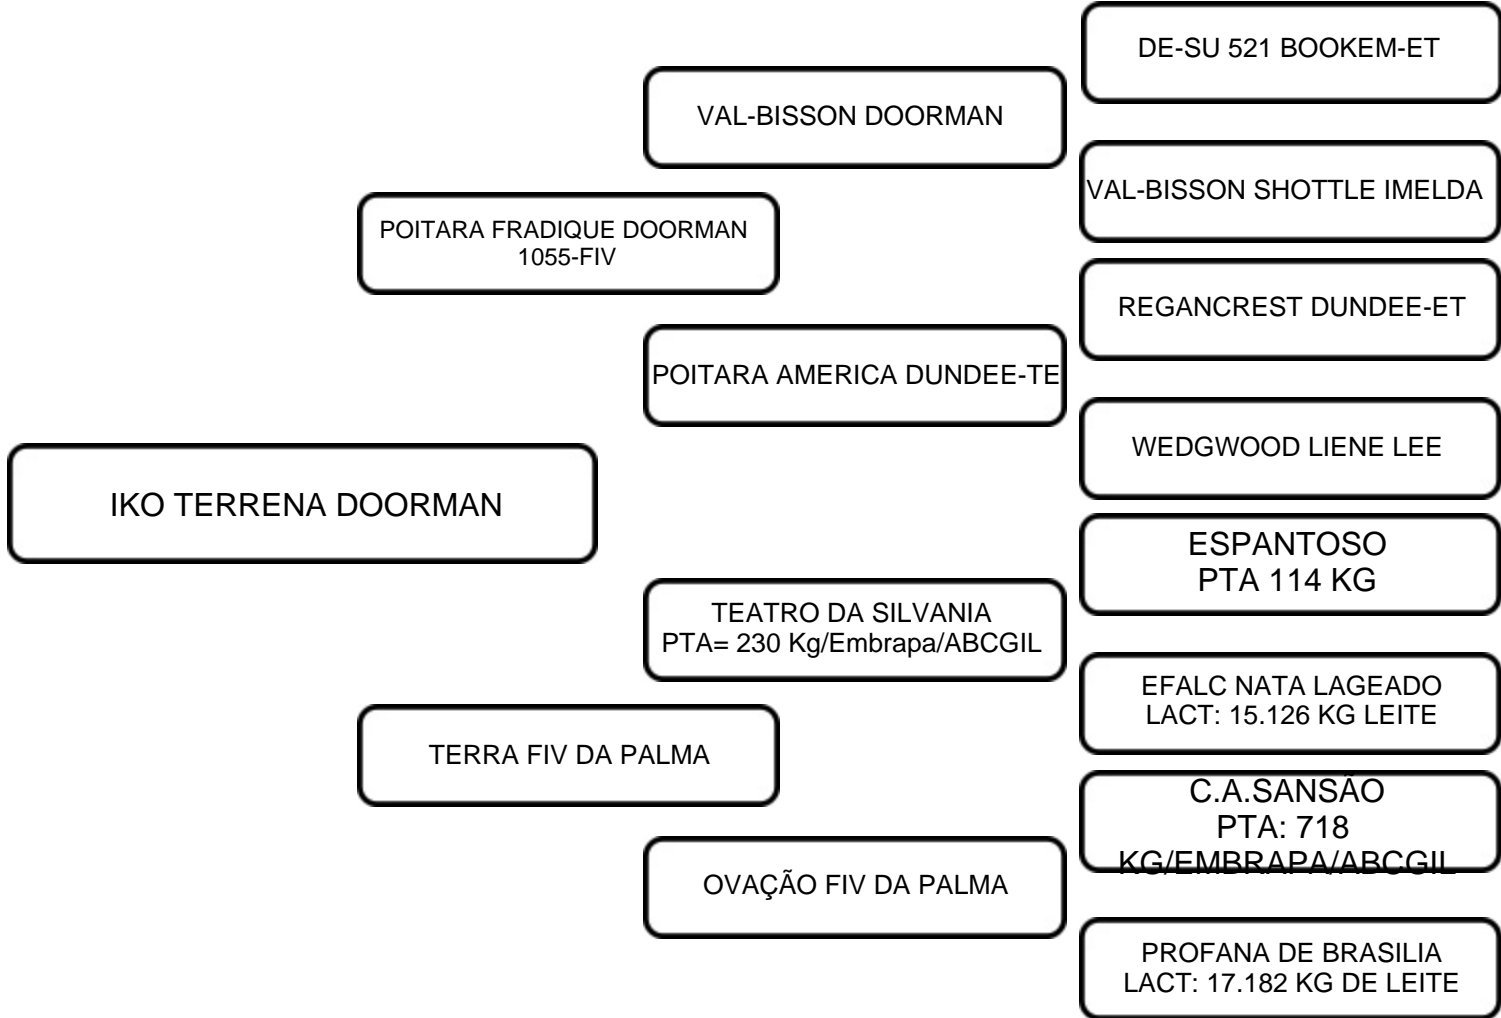 DE-SU 521 BOOKEM-ET
VAL-BISSON DOORMAN
VAL-BISSON SHOTTLE IMELDA
POITARA FRADIQUE DOORMAN
1055-FIV
REGANCREST DUNDEE-ET
POITARA AMERICA DUNDEE-TE
WEDGWOOD LIENE LEE
IKO TERRENA DOORMAN
ESPANTOSO
PTA 114 KG
TEATRO DA SILVANIA
PTA= 230 Kg/Embrapa/ABCGIL
EFALC NATA LAGEADO
LACT: 15.126 KG LEITE
TERRA FIV DA PALMA
C.A.SANSÃO
PTA: 718
KG/EMBRAPA/ABCGIL
OVAÇÃO FIV DA PALMA
PROFANA DE BRASILIA
LACT: 17.182 KG DE LEITE